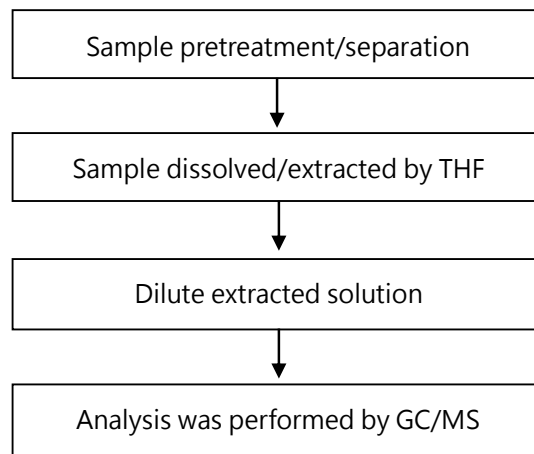 Sample pretreatment/separation
Sample dissolved/extracted by THF
Dilute extracted solution
Analysis was performed by GC/MS